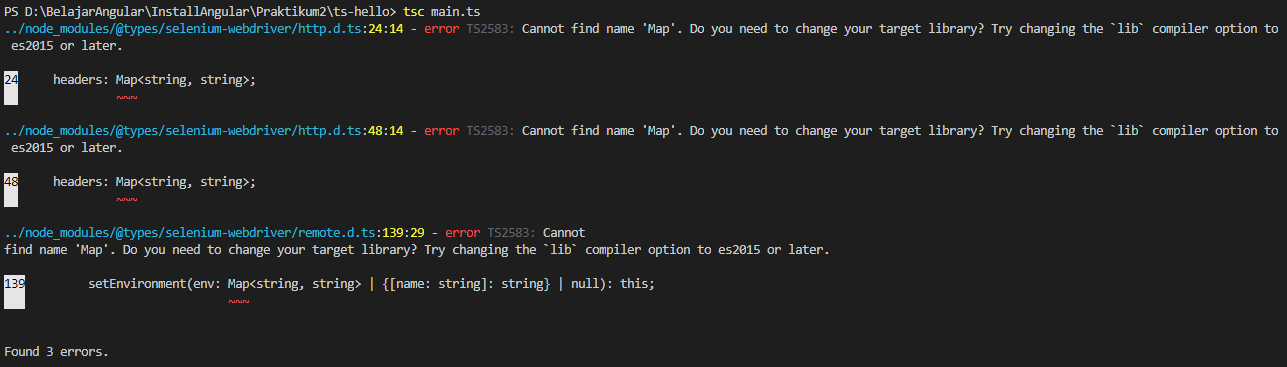 PS D:\BelajarAngular\InstallAngular\Praktikum2\ts-hello> tsc main.ts
../node_modules/@types/selenium-webdriver/http.d.ts:24:14 - error TS2583: Cannot find name 'Map'. Do you need to change your target library? Try changing the `lib` compiler option to
es2015 or later.
24     headers: Map<string, string>;
~~~
../node_modules/@types/selenium-webdriver/http.d.ts:48:14 - error TS2583: Cannot find name 'Map'. Do you need to change your target library? Try changing the `lib` compiler option to
es2015 or later.
48     headers: Map<string, string>;
~~~
../node_modules/@types/selenium-webdriver/remote.d.ts:139:29 - error TS2583: Cannot
find name 'Map'. Do you need to change your target library? Try changing the `lib` compiler option to es2015 or later.
139         setEnvironment(env: Map<string, string> | {[name: string]: string} | null): this;
~~~
Found 3 errors.